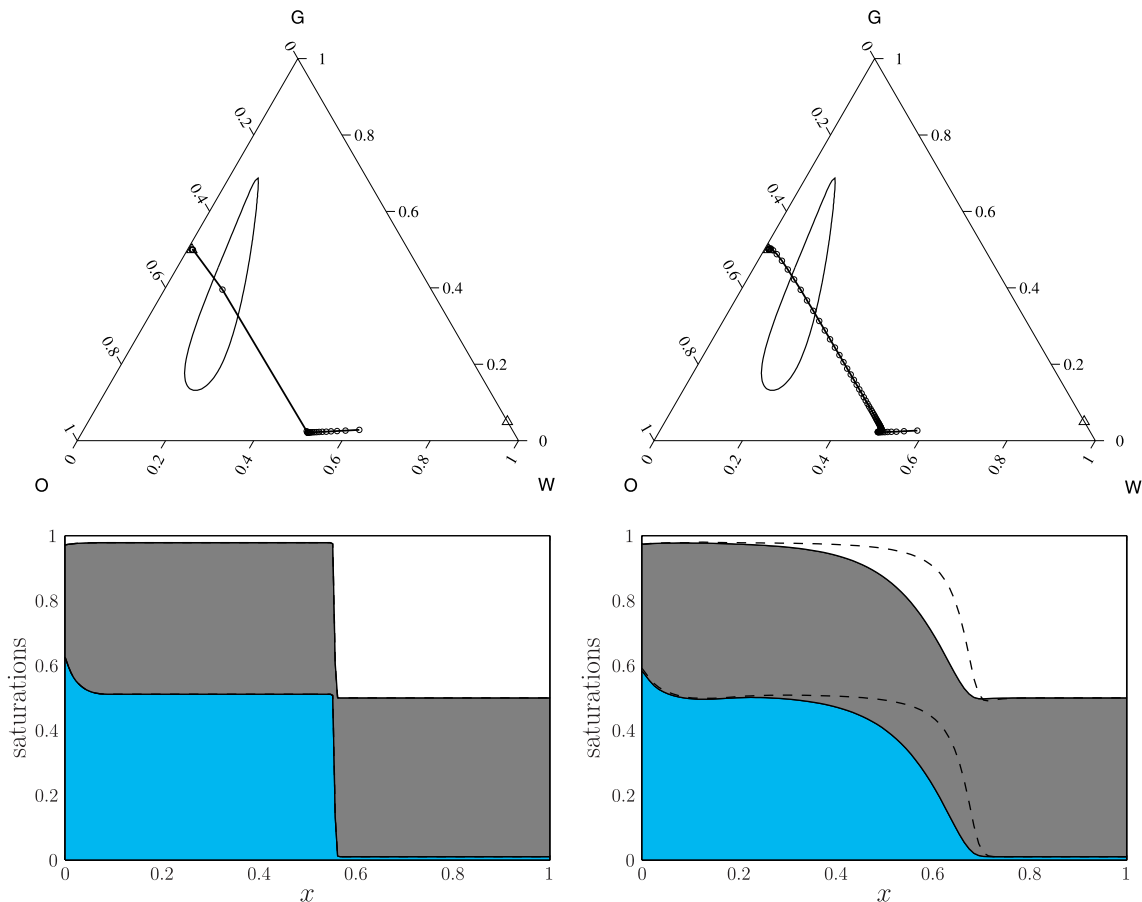 G G
0 1 0 1
0.2 0.8 0.2 0.8
0.4 0.6 0.4 0.6
0.6 0.4 0.6 0.4
0.8 0.2 0.8 0.2
1 0 1 0
0 0.2 0.4 0.6 0.8 1 0 0.2 0.4 0.6 0.8 1
O W O W
1 1
0.8 0.8
0.6 0.6
saturations saturations
0.4 0.4
0.2 0.2
0 0
0 0.2 0.4 0.6 0.8 1 0 0.2 0.4 0.6 0.8 1
x x